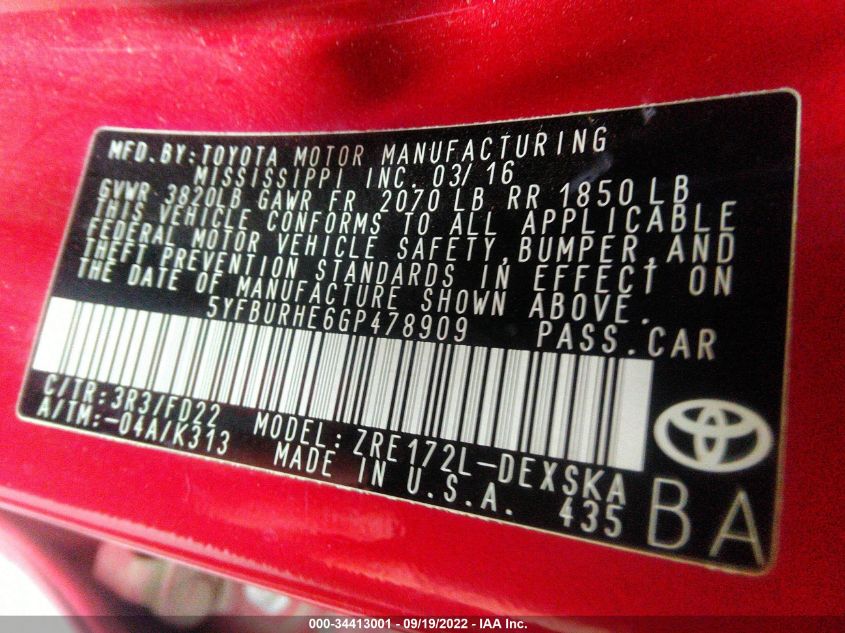 MFD.BY:TOYOTA MOTOR MANUFACTURING
MISSISSIPPI INC. 03/16
GVWR 3820LB GAWR FR 2070 LB RR 1850 LB
THIS VEHICLE CONFORMS TO ALL APPLICABLE
FEDERAL MOTOR VEHICLE SAFETY,BUMPER,AND
THEFT PREVENTION STANDARDS IN EFFECT ON
THE DATE OF MANUFACTURE SHOWN ABOVE.
5YFBURHE6GP478909 PASS.CAR
C/TR:3R3/FD22
A/TM:-04A/K313
MODEL:ZRE172L-DEXSKA
MADE IN U.S.A. 435
BA
000-34413001 - 09/19/2022 - IAA Inc.